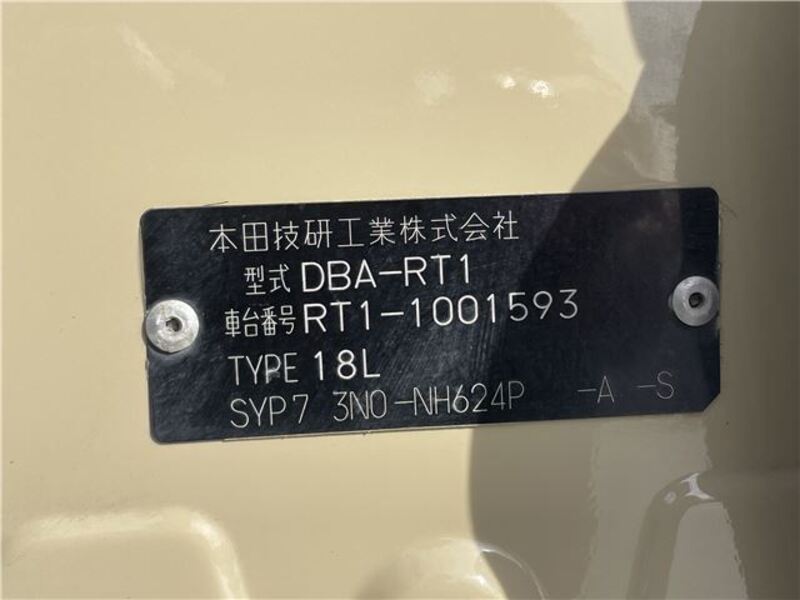 本田技研工業株式会社
型式 DBA-RT1
車台番号 RT1-1001593
TYPE 18L
SYP7 3N0-NH624P -A -S